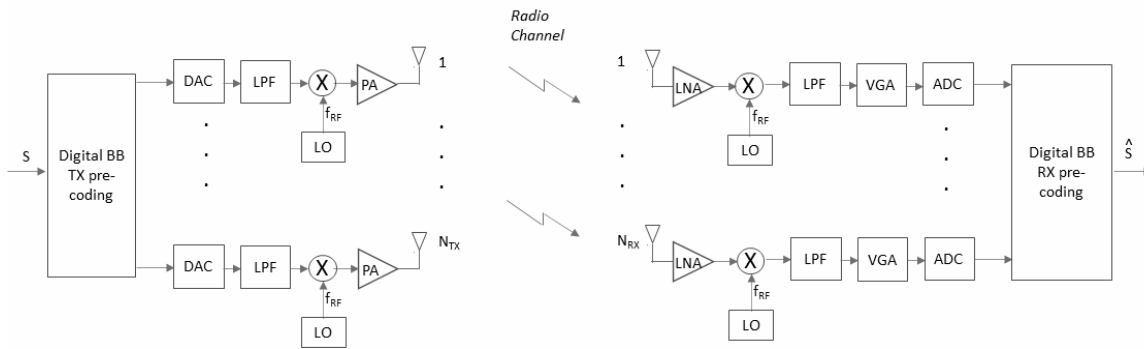 Radio
Channel
DAC
LPF
X
PA
1
f_RF
LO
S
Digital BB
TX pre-
coding
DAC
LPF
X
PA
N_TX
f_RF
LO
1
LNA
X
LPF
VGA
ADC
f_RF
LO
Digital BB
RX pre-
coding
Ŝ
N_RX
LNA
X
LPF
VGA
ADC
f_RF
LO